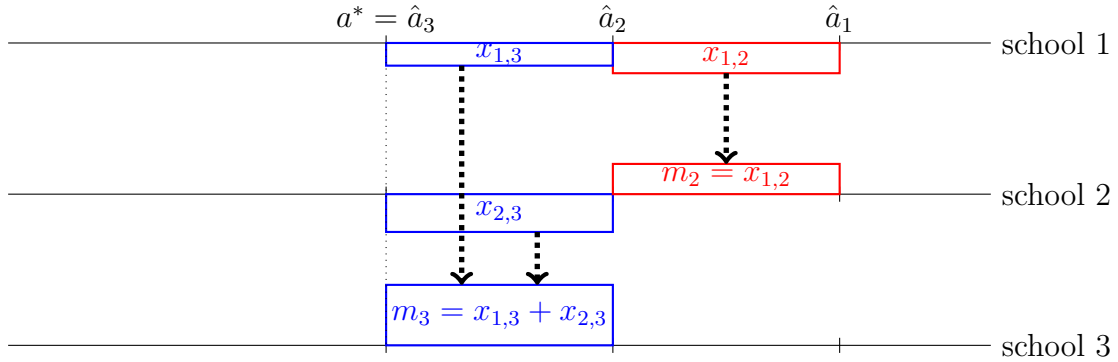 a* = â₃ â₂ â₁
x₁,₃ x₁,₂ school 1
m₂ = x₁,₂
x₂,₃ school 2
m₃ = x₁,₃ + x₂,₃
school 3